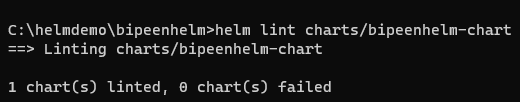 C:\helmdemo\bipeenhelm>helm lint charts/bipeenhelm-chart
==> Linting charts/bipeenhelm-chart
1 chart(s) linted, 0 chart(s) failed